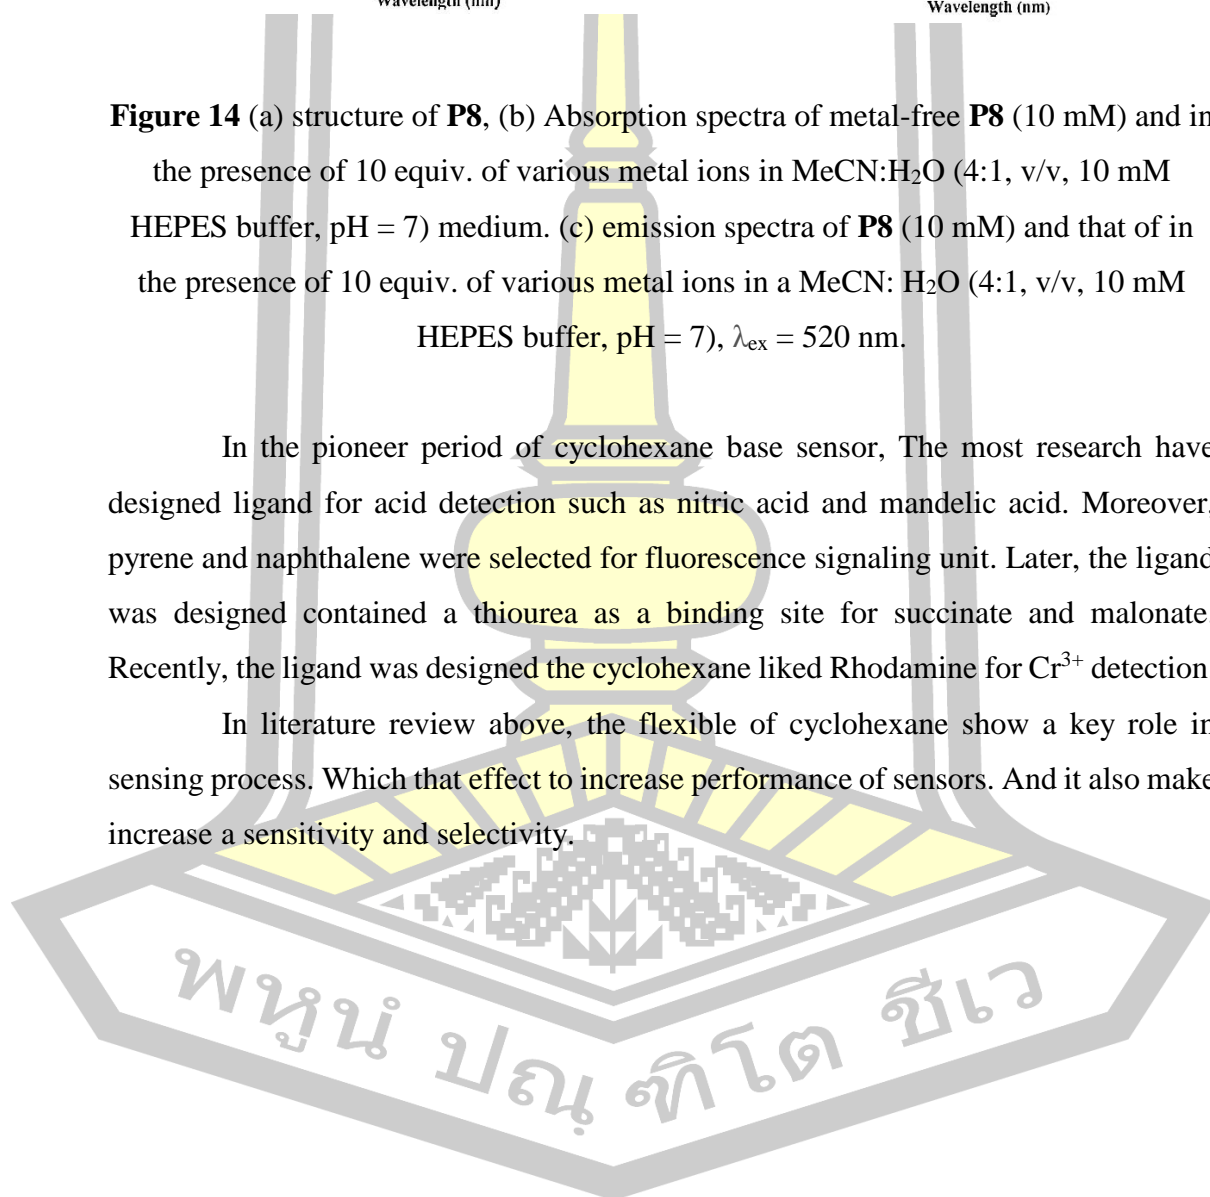 Wavelength (nm)
Wavelength (nm)
Figure 14 (a) structure of P8, (b) Absorption spectra of metal-free P8 (10 mM) and in
the presence of 10 equiv. of various metal ions in MeCN:H₂O (4:1, v/v, 10 mM
HEPES buffer, pH = 7) medium. (c) emission spectra of P8 (10 mM) and that of in
the presence of 10 equiv. of various metal ions in a MeCN: H₂O (4:1, v/v, 10 mM
HEPES buffer, pH = 7), λex = 520 nm.
In the pioneer period of cyclohexane base sensor, The most research have
designed ligand for acid detection such as nitric acid and mandelic acid. Moreover,
pyrene and naphthalene were selected for fluorescence signaling unit. Later, the ligand
was designed contained a thiourea as a binding site for succinate and malonate.
Recently, the ligand was designed the cyclohexane liked Rhodamine for Cr³⁺ detection
In literature review above, the flexible of cyclohexane show a key role in
sensing process. Which that effect to increase performance of sensors. And it also make
increase a sensitivity and selectivity.
พหูนํ ปณฺฑิโต ชีเว